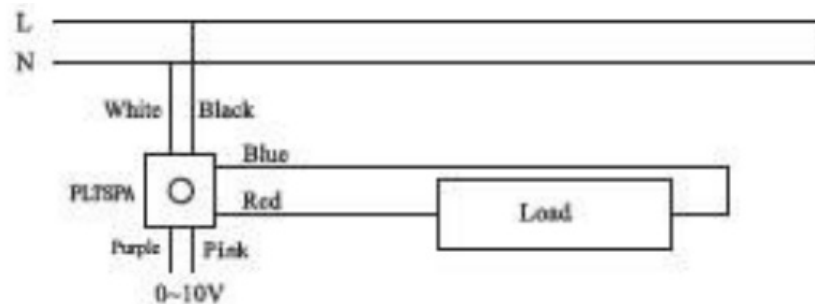 L
N
White Black
Blue
PLTSPA
Red
Load
Purple Pink
0~10V